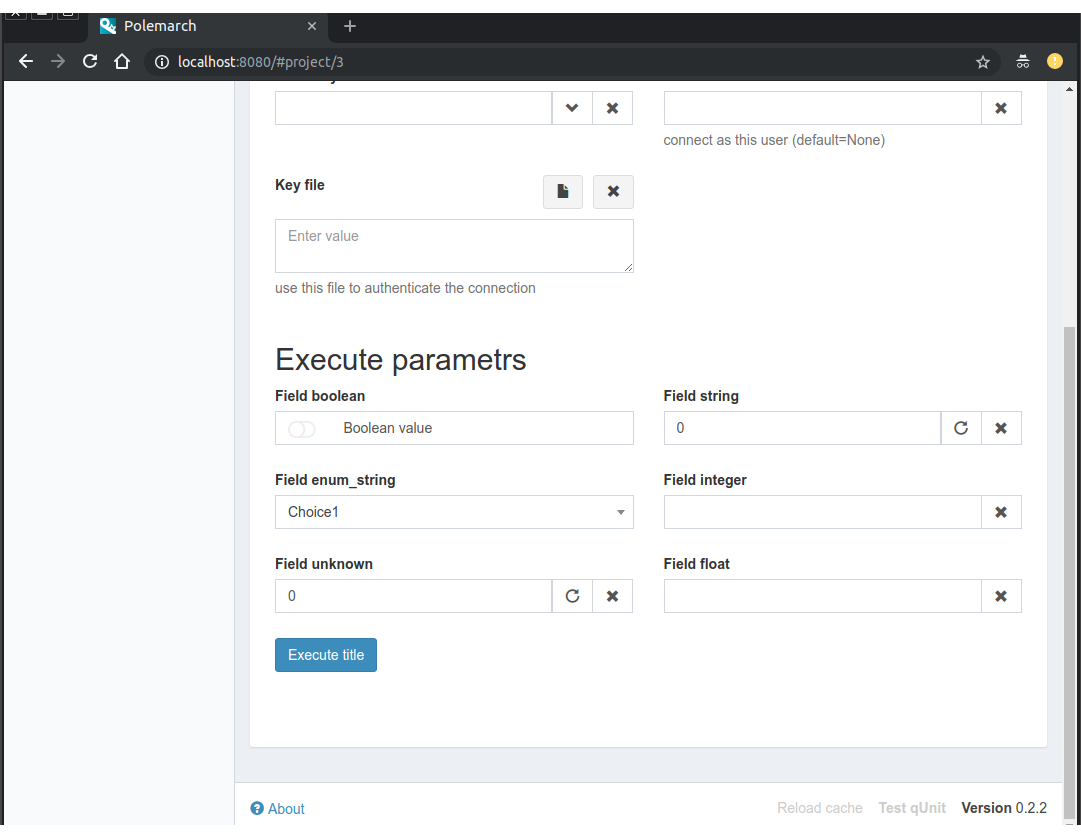 Polemarch
localhost:8080/#project/3
connect as this user (default=None)
Key file
Enter value
use this file to authenticate the connection
Execute parametrs
Field boolean
Field string
Boolean value
0
Field enum_string
Field integer
Choice1
Field unknown
Field float
0
Execute title
About
Reload cache Test qUnit Version 0.2.2